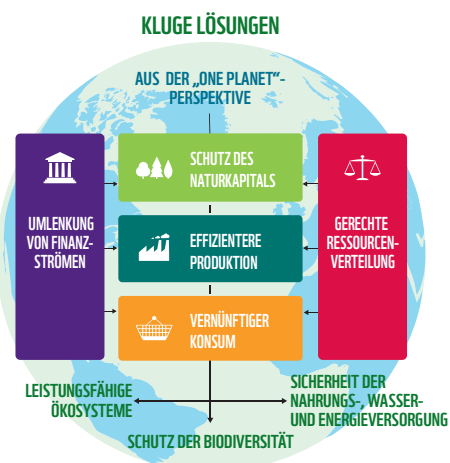 KLUGE LÖSUNGEN
AUS DER „ONE PLANET“-
PERSPEKTIVE
SCHUTZ DES
NATURKAPITALS
UMLENKUNG
VON FINANZ-
STRÖMEN
EFFIZIENTERE
PRODUKTION
GERECHTE
RESSOURCEN-
VERTEILUNG
VERNÜNFTIGER
KONSUM
LEISTUNGSFÄHIGE
ÖKOSYSTEME
SICHERHEIT DER
NAHRUNGS-, WASSER-
UND ENERGIEVERSORGUNG
SCHUTZ DER BIODIVERSITÄT